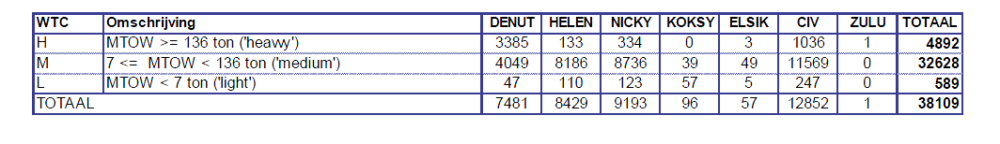 WTC Omschrijving DENUT HELEN NICKY KOKSY ELSIK CIV ZULU TOTAAL
H MTOW >= 136 ton ('heavy') 3385 133 334 0 3 1036 1 4892
M 7 <= MTOW < 136 ton ('medium') 4049 8186 8736 39 49 11569 0 32628
L MTOW < 7 ton ('light') 47 110 123 57 5 247 0 589
TOTAAL 7481 8429 9193 96 57 12852 1 38109